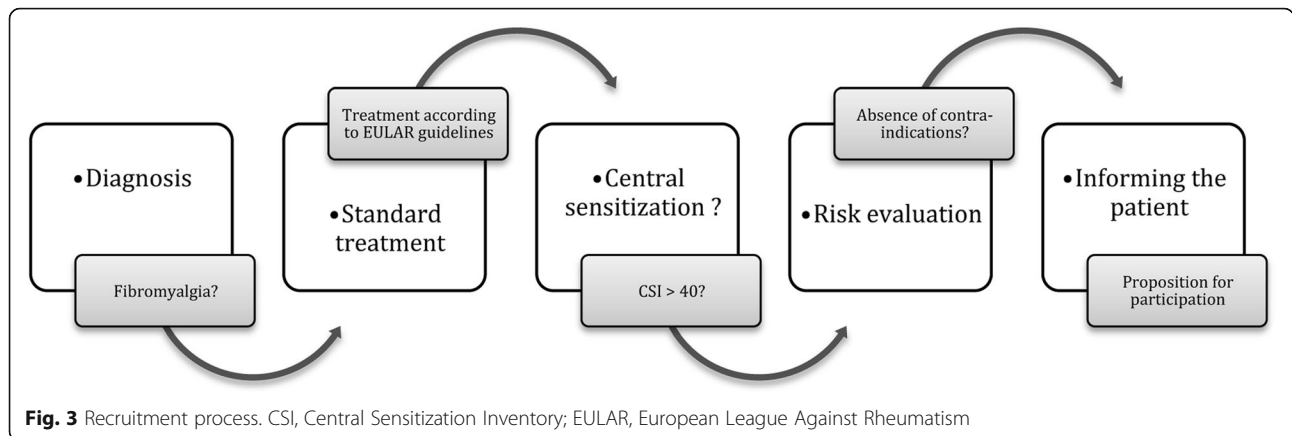 •Diagnosis
Fibromyalgia?
Treatment according
to EULAR guidelines
•Standard
treatment
•Central
sensitization ?
CSI > 40?
Absence of contra-
indications?
•Risk evaluation
•Informing the
patient
Proposition for
participation
Fig. 3 Recruitment process. CSI, Central Sensitization Inventory; EULAR, European League Against Rheumatism